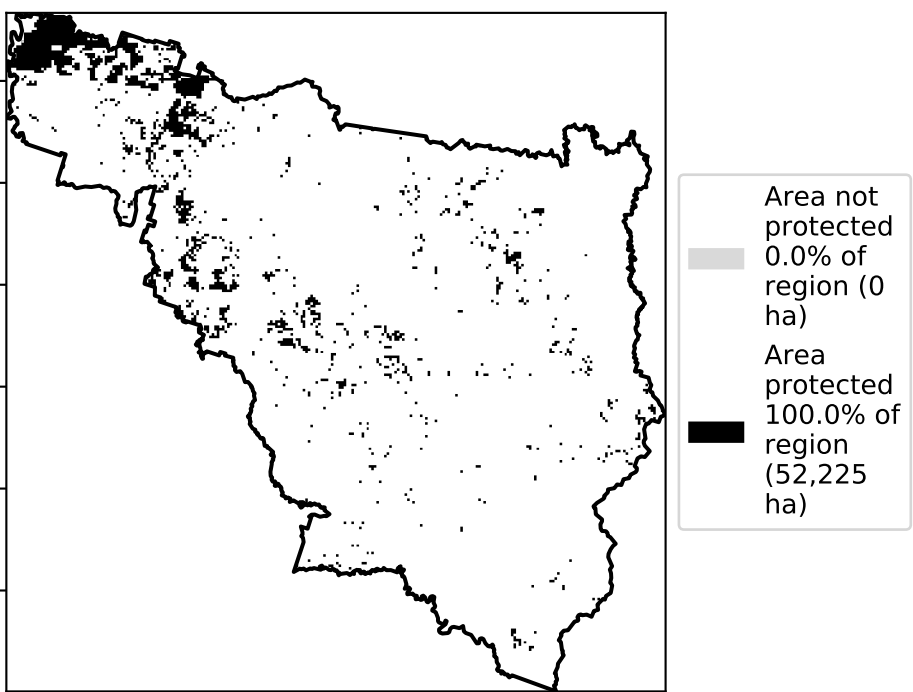 Area not
protected
0.0% of
region (0
ha)
Area
protected
100.0% of
region
(52,225
ha)